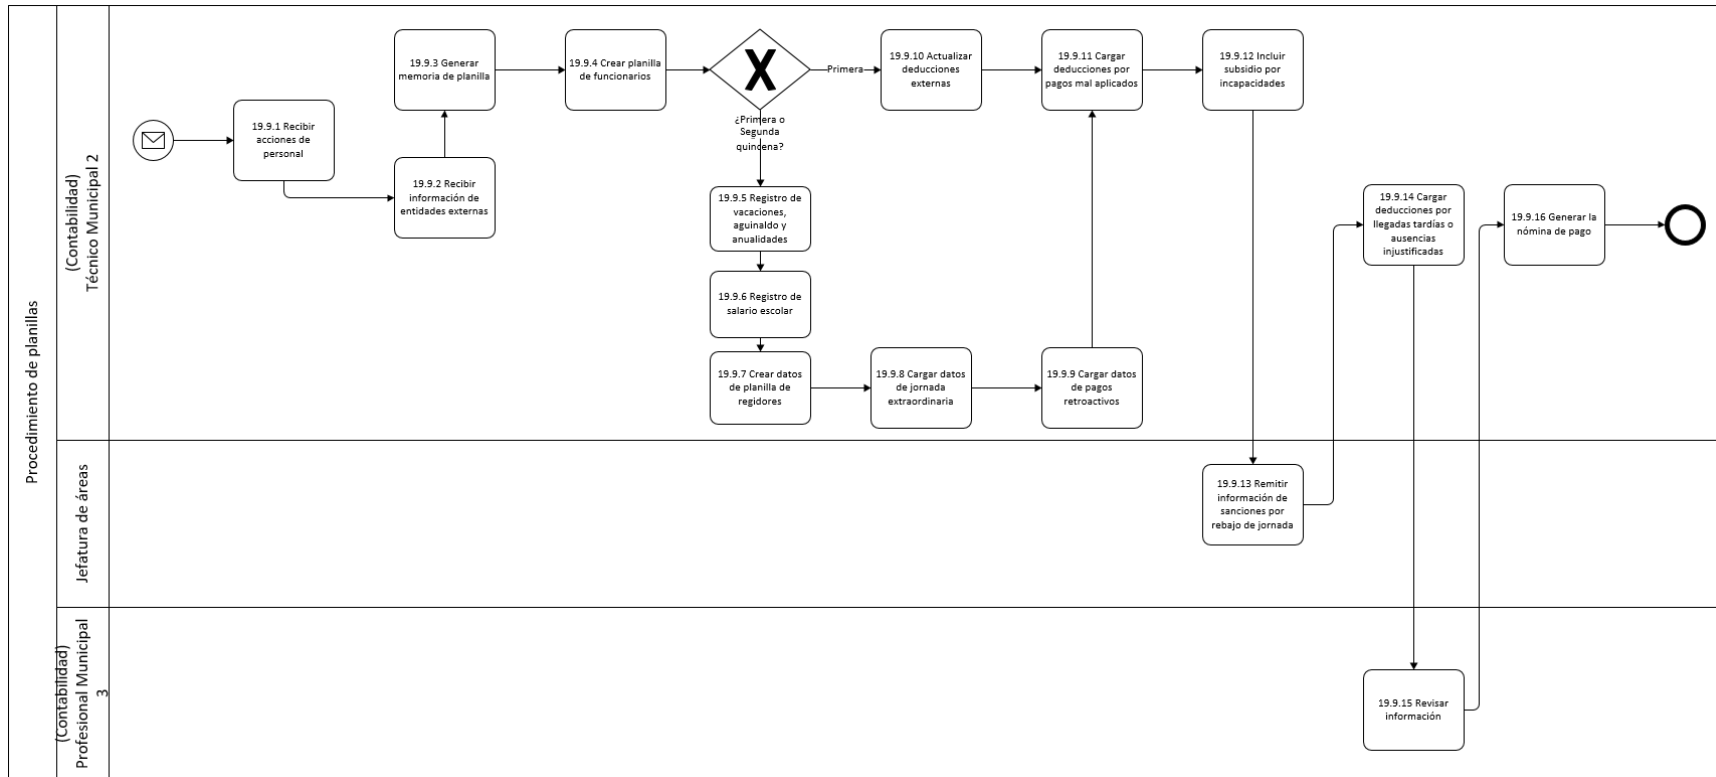 Procedimiento de planillas
(Contabilidad)
Técnico Municipal 2
Jefatura de áreas
(Contabilidad)
Profesional Municipal
3
19.9.1 Recibir
acciones de
personal
19.9.2 Recibir
información de
entidades externas
19.9.3 Generar
memoria de planilla
19.9.4 Crear planilla
de funcionarios
X
¿Primera o
Segunda
quincena?
Primera
19.9.5 Registro de
vacaciones,
aguinaldo y
anualidades
19.9.6 Registro de
salario escolar
19.9.7 Crear datos
de planilla de
regidores
19.9.8 Cargar datos
de jornada
extraordinaria
19.9.9 Cargar datos
de pagos
retroactivos
19.9.10 Actualizar
deducciones
externas
19.9.11 Cargar
deducciones por
pagos mal aplicados
19.9.12 Incluir
subsidio por
incapacidades
19.9.13 Remitir
información de
sanciones por
rebajo de jornada
19.9.14 Cargar
deducciones por
llegadas tardías o
ausencias
injustificadas
19.9.15 Revisar
información
19.9.16 Generar la
nómina de pago